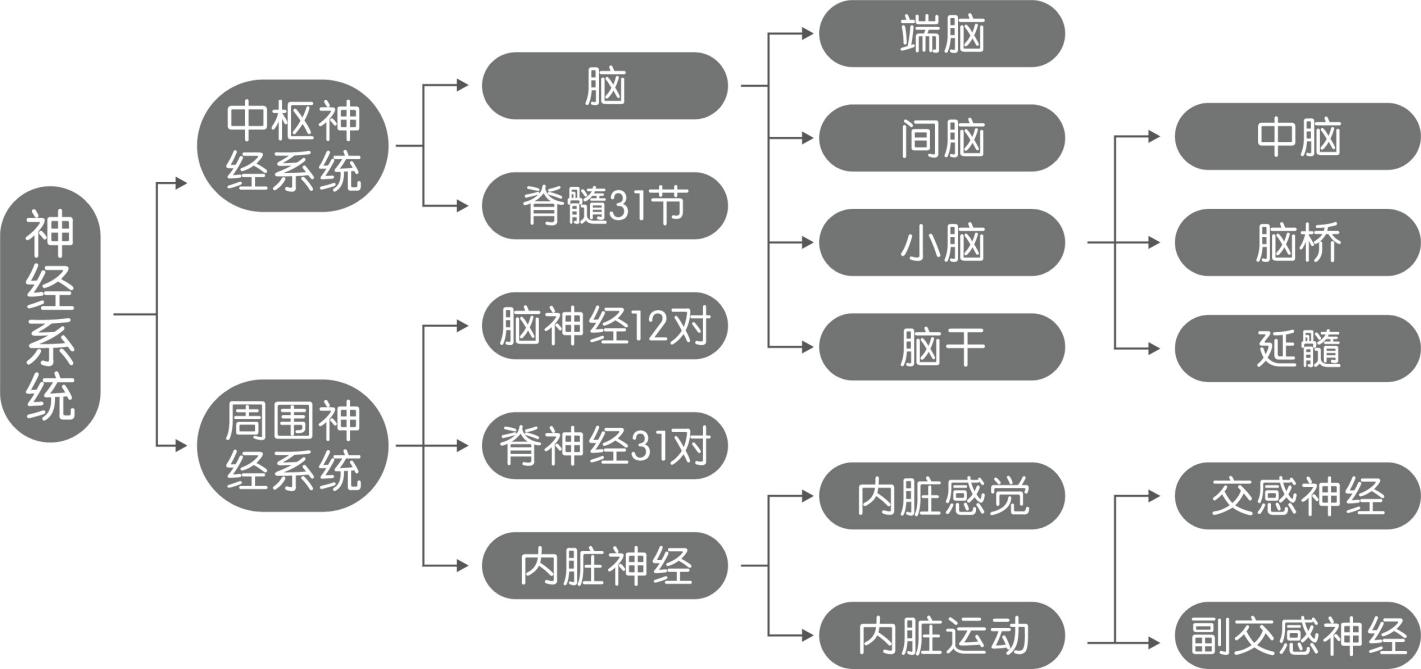 神经系统
中枢神
经系统
周围神
经系统
脑
脊髓31节
脑神经12对
脊神经31对
内脏神经
端脑
间脑
小脑
脑干
内脏感觉
内脏运动
中脑
脑桥
延髓
交感神经
副交感神经